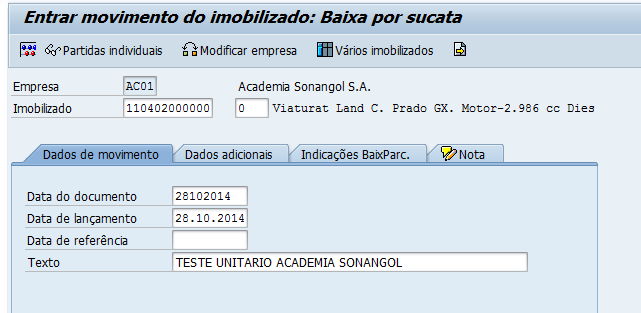 Entrar movimento do imobilizado: Baixa por sucata
Partidas individuais Modificar empresa Vários imobilizados
Empresa AC01 Academia Sonangol S.A.
Imobilizado 110402000000 0 Viaturat Land C. Prado GX. Motor-2.986 cc Dies
Dados de movimento Dados adicionais Indicações BaixParc. Nota
Data do documento 28102014
Data de lançamento 28.10.2014
Data de referência
Texto TESTE UNITARIO ACADEMIA SONANGOL